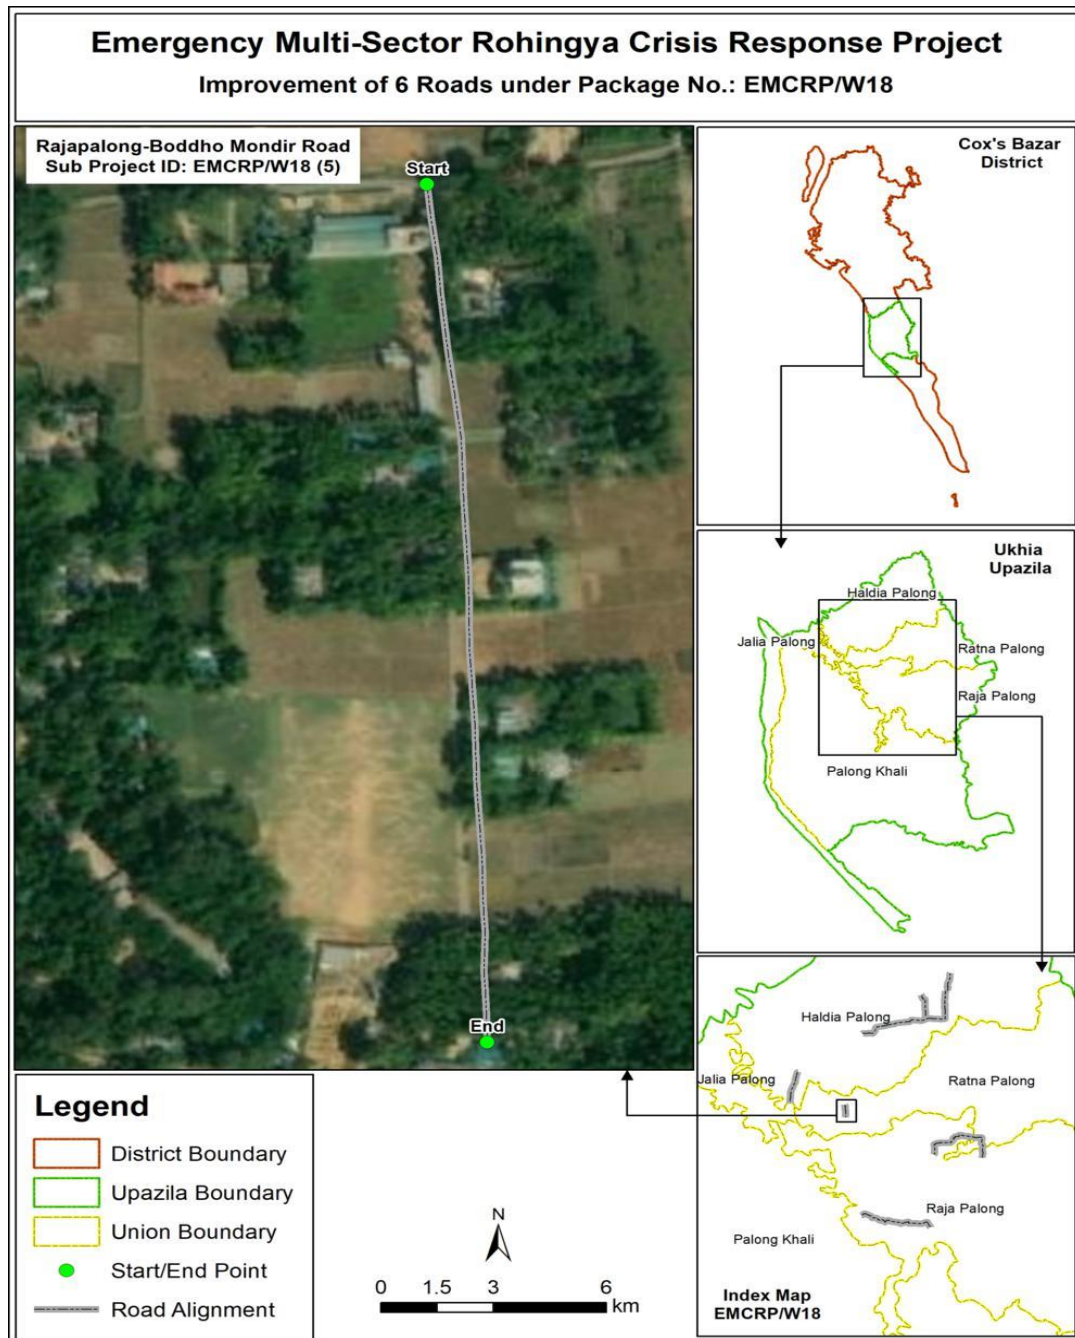 Emergency Multi-Sector Rohingya Crisis Response Project
Improvement of 6 Roads under Package No.: EMCRP/W18
Rajapalong-Boddho Mondir Road
Sub Project ID: EMCRP/W18 (5)
Start
End
Cox's Bazar
District
Ukhia
Upazila
Haldia Palong
Jalia Palong
Ratna Palong
Raja Palong
Palong Khali
Haldia Palong
Jalia Palong
Ratna Palong
Raja Palong
Palong Khali
Index Map
EMCRP/W18
Legend
District Boundary
Upazila Boundary
Union Boundary
Start/End Point
Road Alignment
N
0 1.5 3 6
km